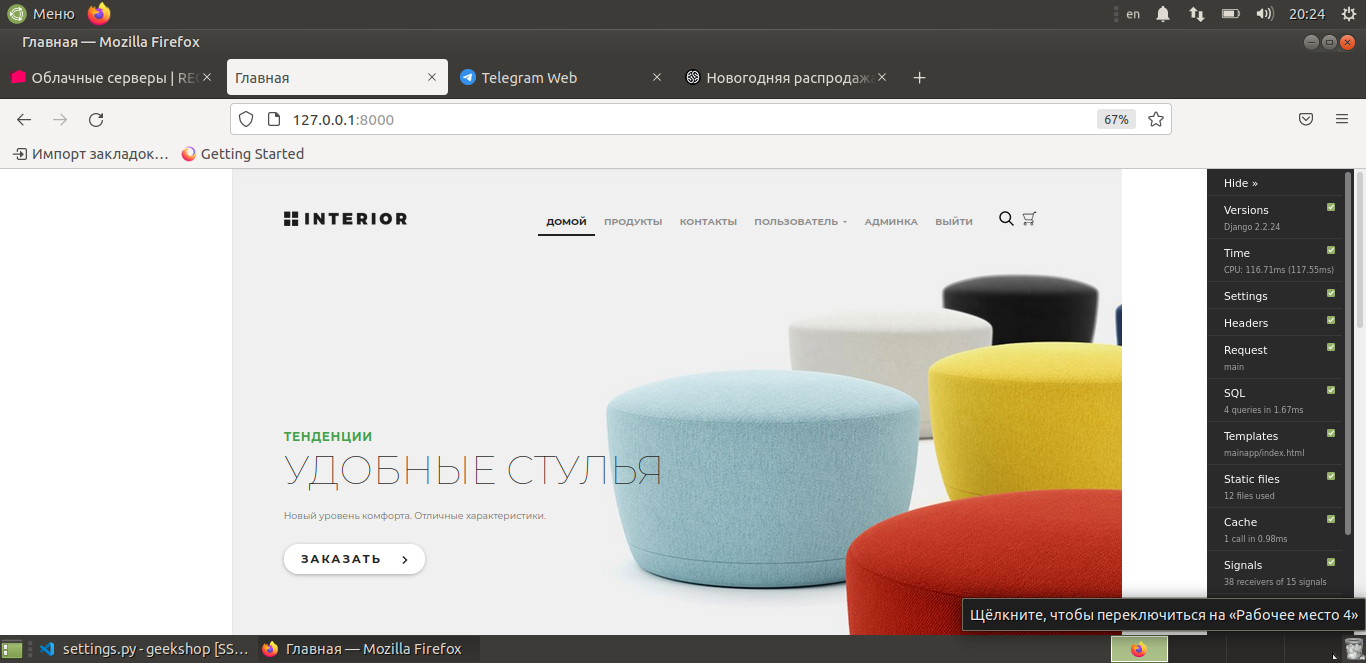 Меню
en
20:24
Главная — Mozilla Firefox
Облачные серверы | REG
Главная
Telegram Web
Новогодняя распродажа
127.0.0.1:8000
67%
Импорт закладок…
Getting Started
INTERIOR
ДОМОЙ
ПРОДУКТЫ
КОНТАКТЫ
ПОЛЬЗОВАТЕЛЬ
АДМИНКА
ВЫЙТИ
ТЕНДЕНЦИИ
УДОБНЫЕ СТУЛЬЯ
Новый уровень комфорта. Отличные характеристики.
ЗАКАЗАТЬ
Hide »
Versions
Django 2.2.24
Time
CPU: 116.71ms (117.55ms)
Settings
Headers
Request
main
SQL
4 queries in 1.67ms
Templates
mainapp/index.html
Static files
12 files used
Cache
1 call in 0.98ms
Signals
38 receivers of 15 signals
Щёлкните, чтобы переключиться на «Рабочее место 4»
settings.py - geekshop [SS…
Главная — Mozilla Firefox